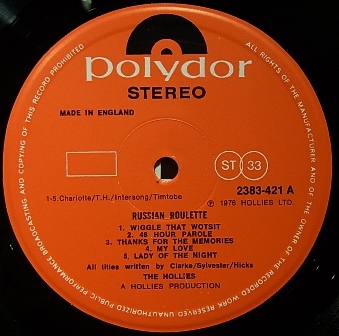 polydor
STEREO
MADE IN ENGLAND
ST 33
2383-421 A
1-5. Charlotte/T.H./Intersong/Timtobe
℗ 1976 HOLLIES LTD.
RUSSIAN ROULETTE
1. WIGGLE THAT WOTSIT
2. 48 HOUR PAROLE
3. THANKS FOR THE MEMORIES
4. MY LOVE
5. LADY OF THE NIGHT
All titles written by Clarke/Sylvester/Hicks
THE HOLLIES
A HOLLIES PRODUCTION
ALL RIGHTS OF THE MANUFACTURER AND OF THE OWNER OF THE RECORDED WORK RESERVED UNAUTHORIZED PUBLIC PERFORMANCE BROADCASTING AND COPYING OF THIS RECORD PROHIBITED